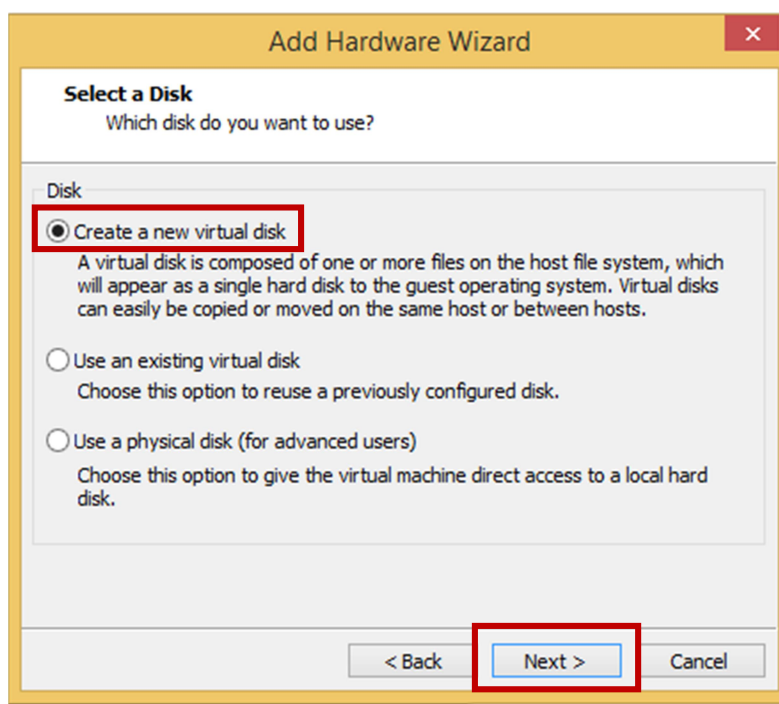 Add Hardware Wizard
Select a Disk
Which disk do you want to use?
Disk
Create a new virtual disk
A virtual disk is composed of one or more files on the host file system, which
will appear as a single hard disk to the guest operating system. Virtual disks
can easily be copied or moved on the same host or between hosts.
Use an existing virtual disk
Choose this option to reuse a previously configured disk.
Use a physical disk (for advanced users)
Choose this option to give the virtual machine direct access to a local hard
disk.
< Back Next > Cancel